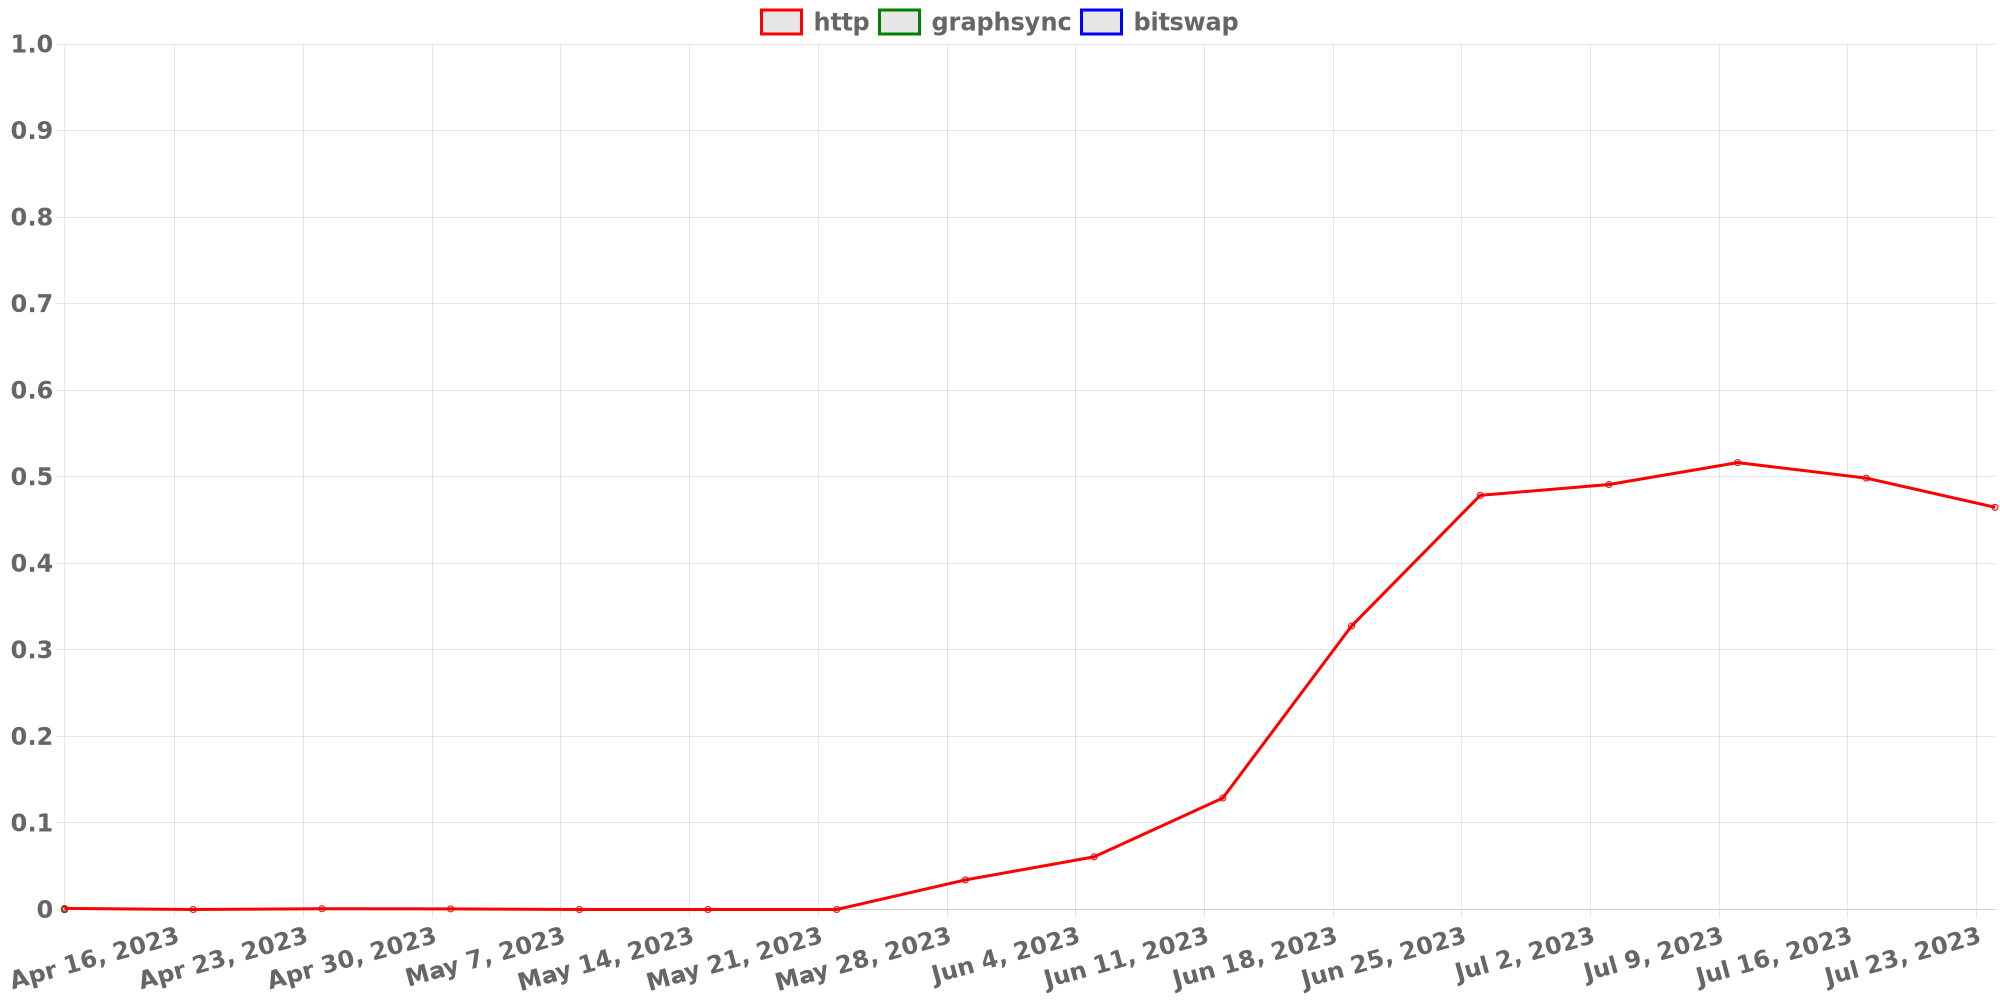 http graphsync bitswap
1.0
0.9
0.8
0.7
0.6
0.5
0.4
0.3
0.2
0.1
0
Apr 16, 2023
Apr 23, 2023
Apr 30, 2023
May 7, 2023
May 14, 2023
May 21, 2023
May 28, 2023
Jun 4, 2023
Jun 11, 2023
Jun 18, 2023
Jun 25, 2023
Jul 2, 2023
Jul 9, 2023
Jul 16, 2023
Jul 23, 2023